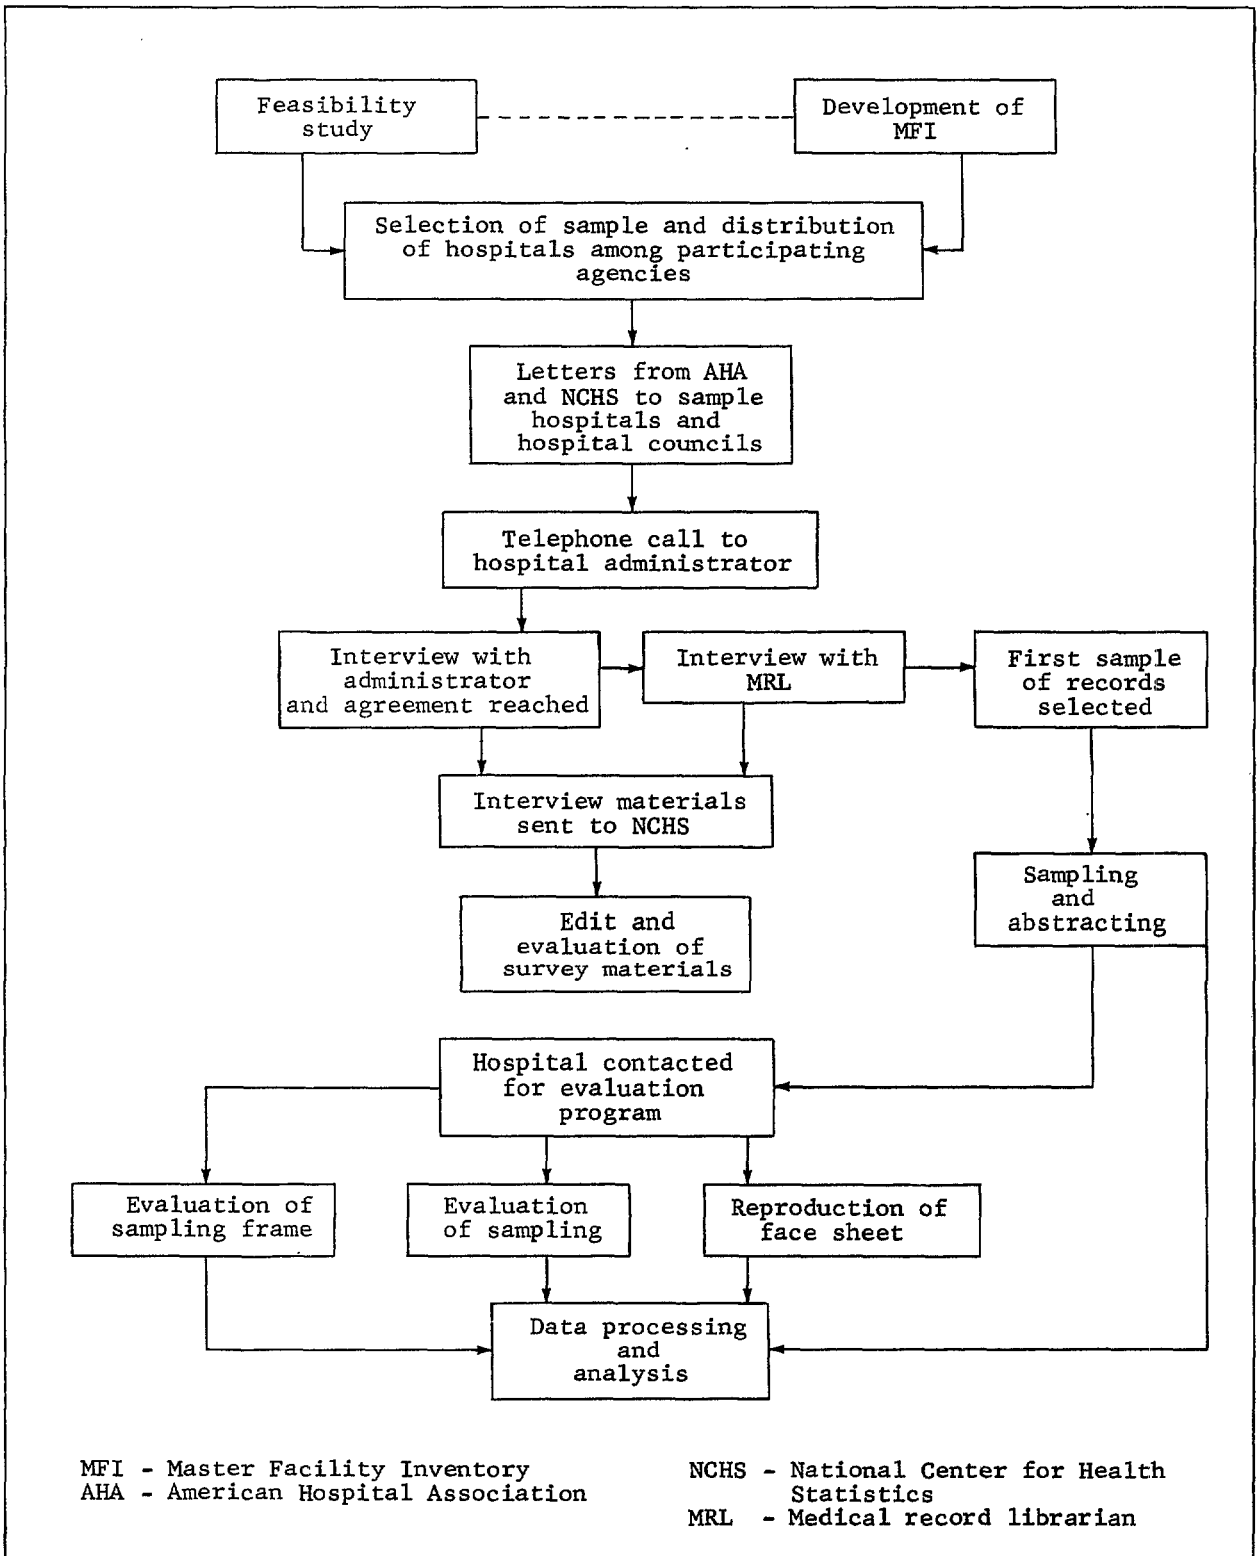 Feasibility
study
Development of
MFI
Selection of sample and distribution
of hospitals among participating
agencies
Letters from AHA
and NCHS to sample
hospitals and
hospital councils
Telephone call to
hospital administrator
Interview with
administrator
and agreement reached
Interview with
MRL
First sample
of records
selected
Interview materials
sent to NCHS
Sampling
and
abstracting
Edit and
evaluation of
survey materials
Hospital contacted
for evaluation
program
Evaluation of
sampling frame
Evaluation
of sampling
Reproduction of
face sheet
Data processing
and
analysis
MFI - Master Facility Inventory
AHA - American Hospital Association
NCHS - National Center for Health
Statistics
MRL - Medical record librarian